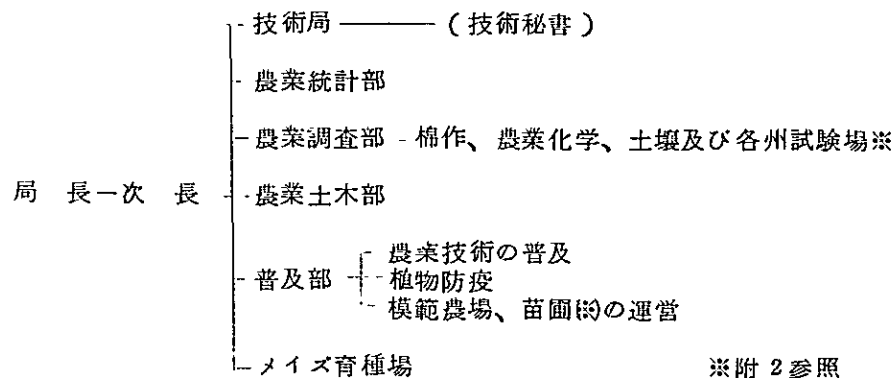 技術局 ——— (技術秘書)
農業統計部
農業調査部 - 棉作、農業化学、土壌及び各州試験場※
局 長ー次 長
農業土木部
農業技術の普及
普及部
植物防疫
模範農場、苗圃(※)の運営
メイズ育種場
※附 2 参照